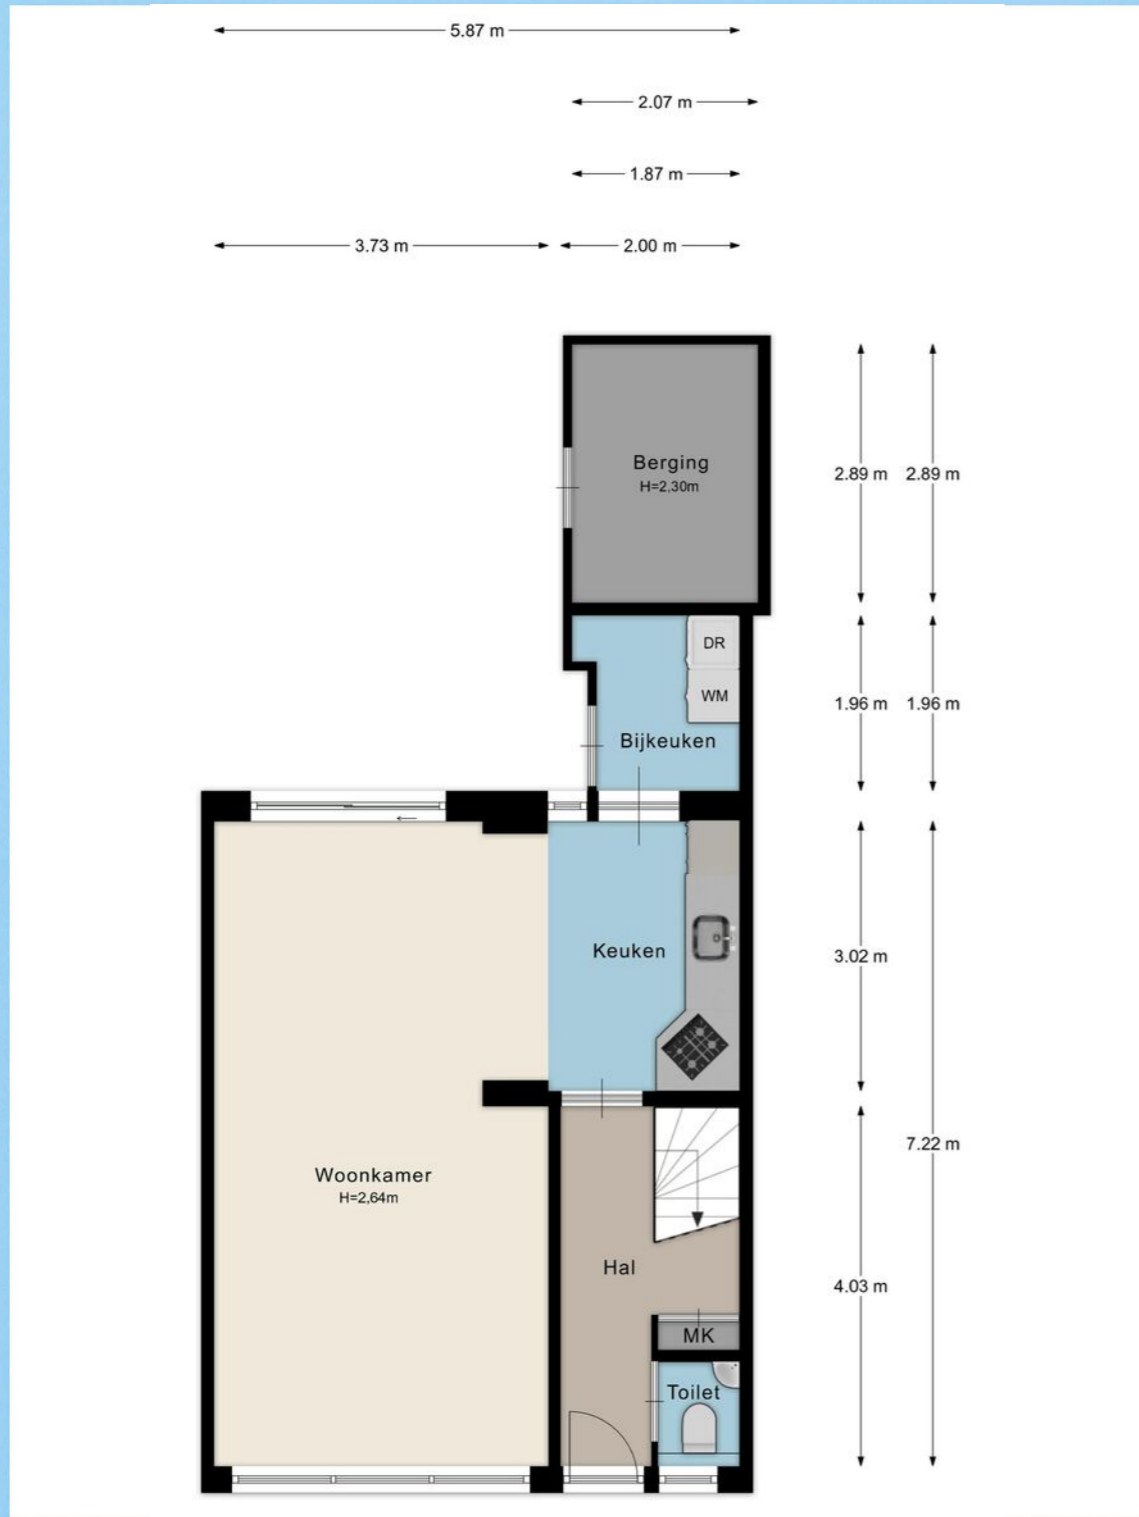 5.87 m
2.07 m
1.87 m
3.73 m
2.00 m
Berging
H=2,30m
2.89 m
2.89 m
DR
WM
1.96 m
1.96 m
Bijkeuken
Keuken
3.02 m
7.22 m
Woonkamer
H=2,64m
Hal
4.03 m
MK
Toilet